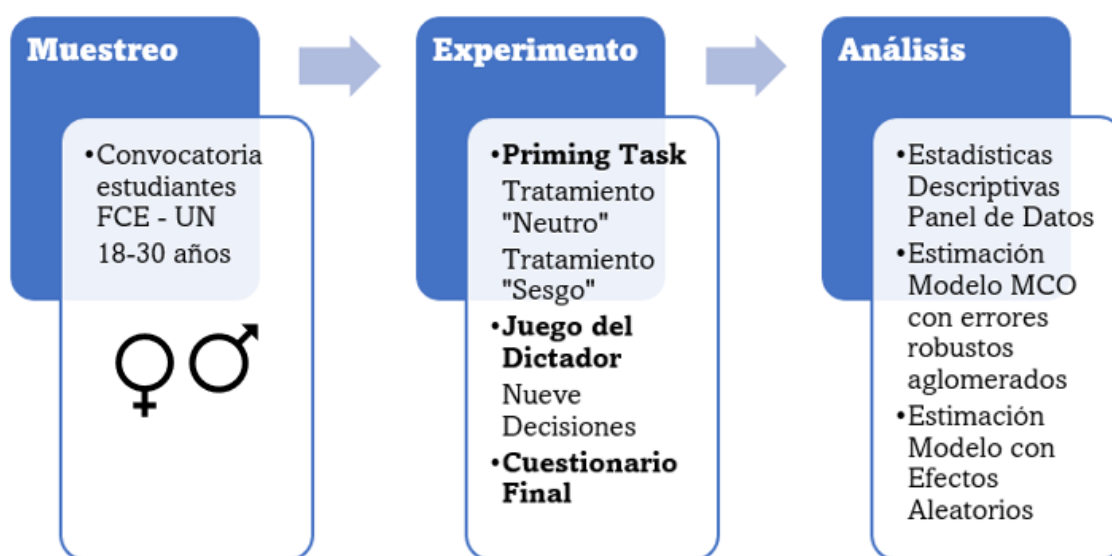 Muestreo
•Convocatoria
estudiantes
FCE - UN
18-30 años
Experimento
•Priming Task
Tratamiento
"Neutro"
Tratamiento
"Sesgo"
•Juego del
Dictador
Nueve
Decisiones
•Cuestionario
Final
Análisis
•Estadísticas
Descriptivas
Panel de Datos
•Estimación
Modelo MCO
con errores
robustos
aglomerados
•Estimación
Modelo con
Efectos
Aleatorios